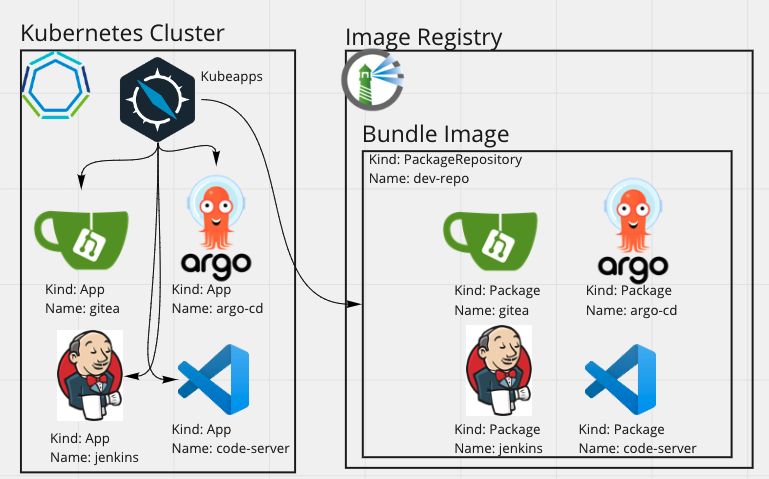 Kubernetes Cluster
Kubeapps
argo
Kind: App
Name: gitea
Kind: App
Name: argo-cd
Kind: App
Name: jenkins
Kind: App
Name: code-server
Image Registry
Bundle Image
Kind: PackageRepository
Name: dev-repo
argo
Kind: Package
Name: gitea
Kind: Package
Name: argo-cd
Kind: Package
Name: jenkins
Kind: Package
Name: code-server